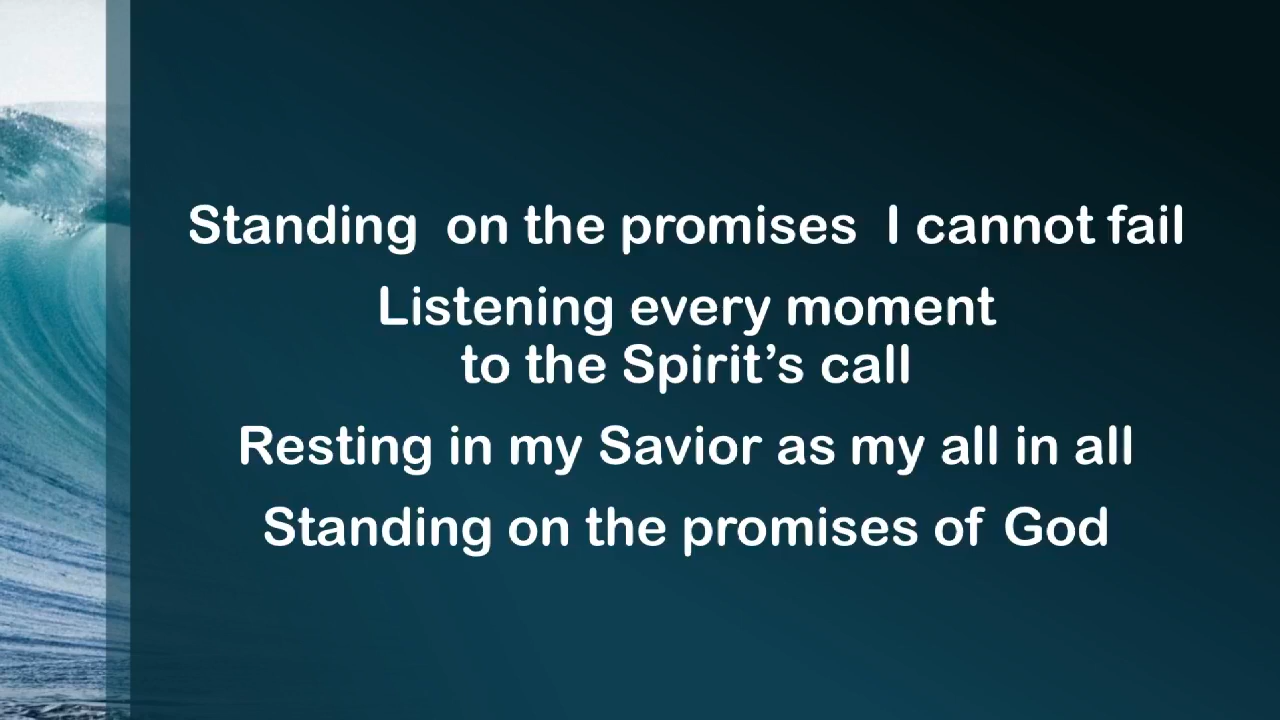 Standing on the promises I cannot fail
Listening every moment
to the Spirit’s call
Resting in my Savior as my all in all
Standing on the promises of God